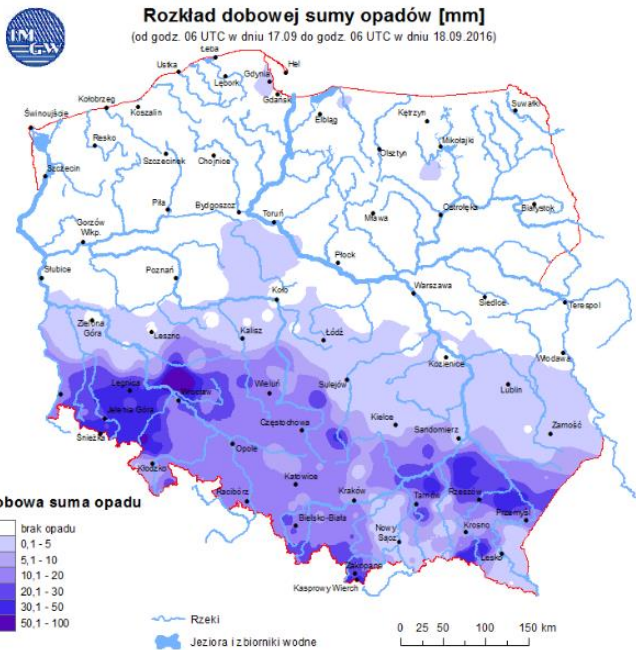 IM
GW
Rozkład dobowej sumy opadów [mm]
(od godz. 06 UTC w dniu 17.09 do godz. 06 UTC w dniu 18.09.2016)
Łeba
Hel
Ustka
Lębork
Gdynia
Gdańsk
Kołobrzeg
Koszalin
Świnoujście
Elbląg
Kętrzyn
Suwałki
Resko
Szczecinek
Chojnice
Olsztyn
Mikołajki
Szczecin
Piła
Bydgoszcz
Toruń
Mława
Ostrołęka
Białystok
Gorzów
Wlkp.
Płock
Słubice
Poznań
Koło
Warszawa
Siedlce
Terespol
Zielona
Góra
Leszno
Kalisz
Łódź
Kozienice
Włodawa
Legnica
Wrocław
Wieluń
Sulejów
Lublin
Jelenia Góra
Śnieżka
Częstochowa
Kielce
Sandomierz
Zamość
Kłodzko
Opole
Racibórz
Katowice
Kraków
Tarnów
Rzeszów
Przemyśl
Bielsko-Biała
Nowy
Sącz
Krosno
Lesko
Zakopane
Kasprowy Wierch
obowa suma opadu
brak opadu
0,1 - 5
5,1 - 10
10,1 - 20
20,1 - 30
30,1 - 50
50,1 - 100
Rzeki
Jeziora i zbiorniki wodne
0 25 50 100 150 km